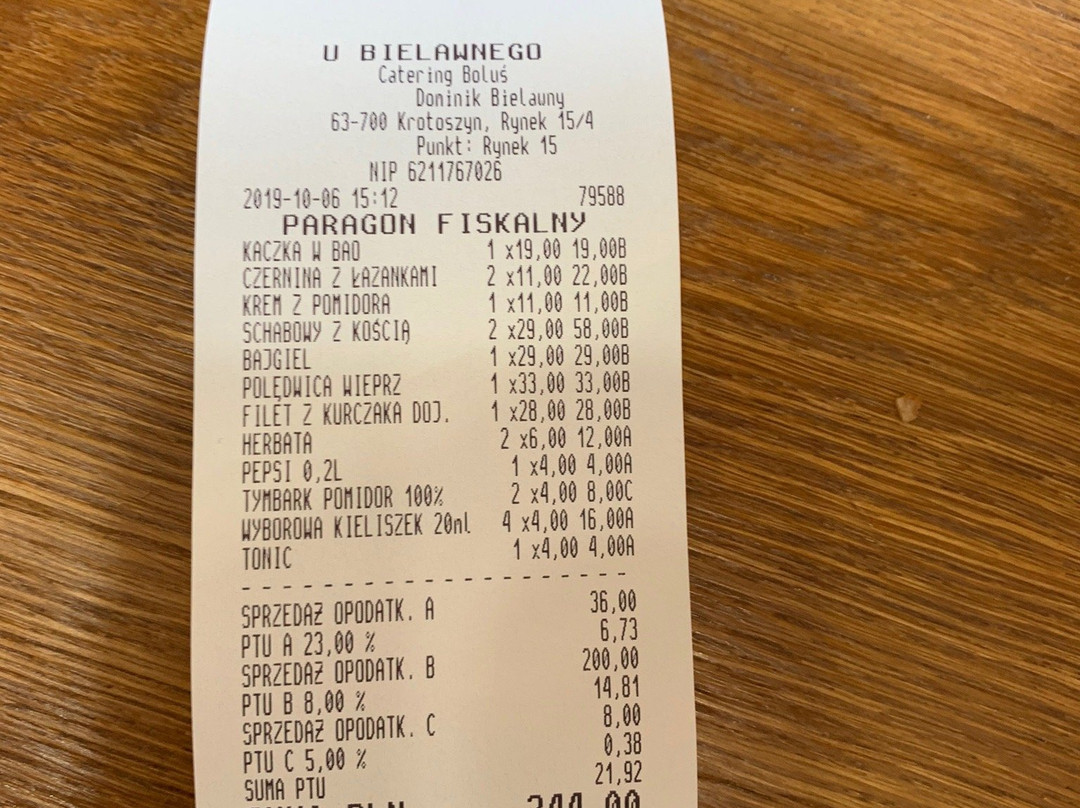 U BIELAWNEGO
Catering Boluś
Dominik Bielawny
63-700 Krotoszyn, Rynek 15/4
Punkt: Rynek 15
NIP 6211767026
2019-10-06 15:12 79588
PARAGON FISKALNY
KACZKA W BAO 1 x19,00 19,00B
CZERNINA Z ŁAZANKAMI 2 x11,00 22,00B
KREM Z POMIDORA 1 x11,00 11,00B
SCHABOWY Z KOŚCIĄ 2 x29,00 58,00B
BAJGIEL 1 x29,00 29,00B
POLĘDWICA WIEPRZ 1 x33,00 33,00B
FILET Z KURCZAKA DOJ. 1 x28,00 28,00B
HERBATA 2 x6,00 12,00A
PEPSI 0,2L 1 x4,00 4,00A
TYMBARK POMIDOR 100% 2 x4,00 8,00C
WYBOROWA KIELISZEK 20ml 4 x4,00 16,00A
TONIC 1 x4,00 4,00A
SPRZEDAŻ OPODATK. A 36,00
PTU A 23,00 % 6,73
SPRZEDAŻ OPODATK. B 200,00
PTU B 8,00 % 14,81
SPRZEDAŻ OPODATK. C 8,00
PTU C 5,00 % 0,38
SUMA PTU 21,92
PLN 244,00